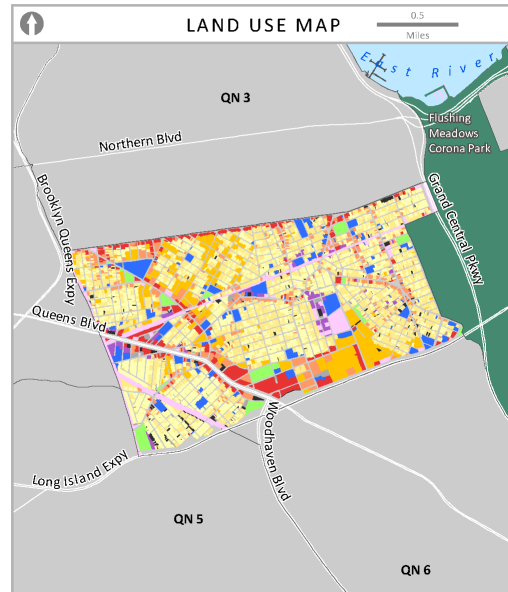 LAND USE MAP
0.5
Miles
East River
QN 3
Flushing
Meadows
Corona Park
Northern Blvd
Brooklyn Queens Expy
Grand Central Pkwy
Queens Blvd
Woodhaven Blvd
Long Island Expy
QN 5
QN 6